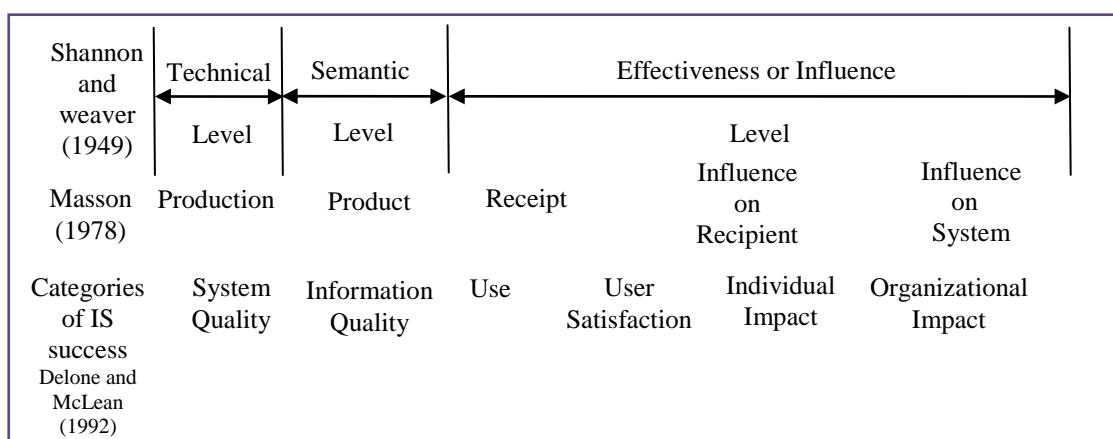 Shannon
and
weaver
(1949)
Technical
Level
Semantic
Level
Effectiveness or Influence
Level
Masson
(1978)
Production
Product
Receipt
Influence
on
Recipient
Influence
on
System
Categories
of IS
success
Delone and
McLean
(1992)
System
Quality
Information
Quality
Use
User
Satisfaction
Individual
Impact
Organizational
Impact